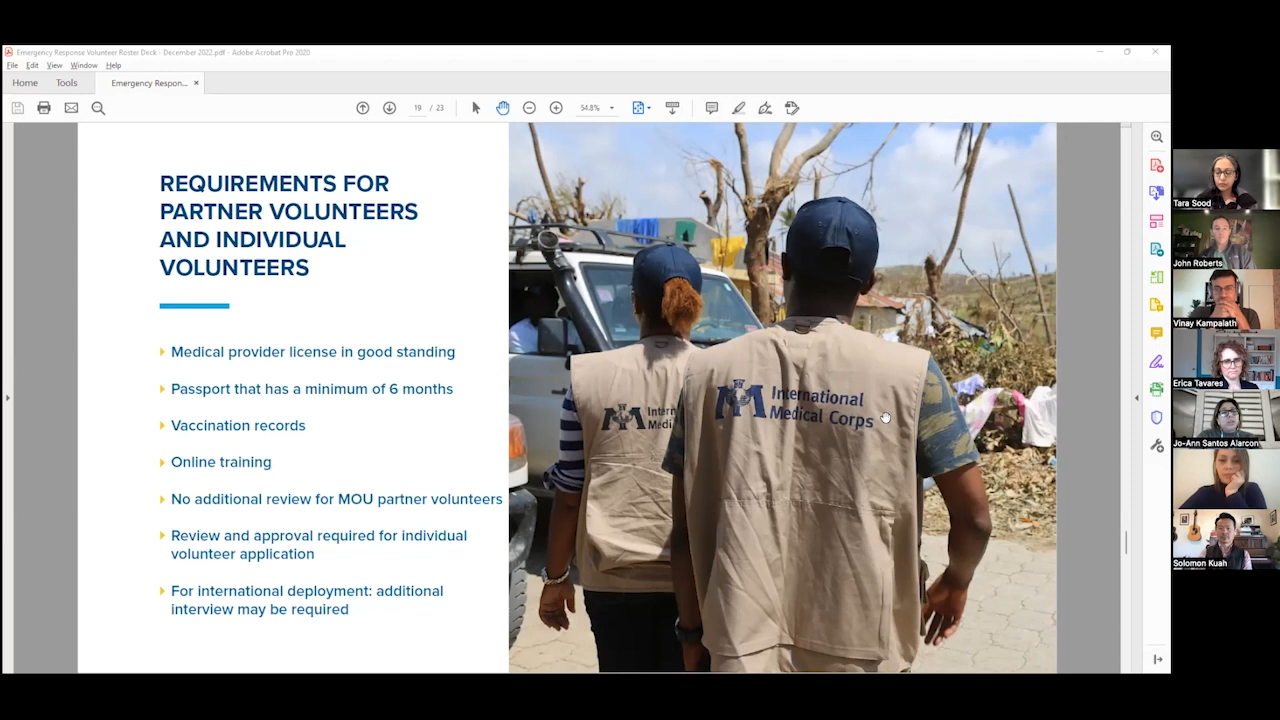 Emergency Response Volunteer Roster Deck - December 2022.pdf - Adobe Acrobat Pro 2020
File Edit View Window Help
Home Tools Emergency Respon... ×
19 / 23 54.8%
REQUIREMENTS FOR
PARTNER VOLUNTEERS
AND INDIVIDUAL
VOLUNTEERS
Medical provider license in good standing
Passport that has a minimum of 6 months
Vaccination records
Online training
No additional review for MOU partner volunteers
Review and approval required for individual
volunteer application
For international deployment: additional
interview may be required
Intern
Medi
International
Medical Corps
Tara Sood
John Roberts
Vinay Kampalath
Erica Tavares
Jo-Ann Santos Alarcon
Solomon Kuah